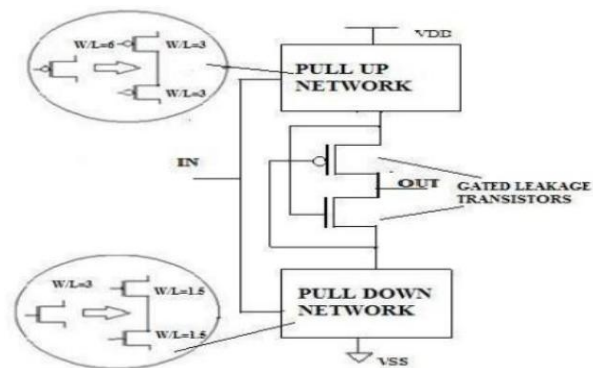 VDD
W/L=6
W/L=3
W/L=3
PULL UP
NETWORK
IN
OUT
GATED LEAKAGE
TRANSISTORS
W/L=3
W/L=1.5
W/L=1.5
PULL DOWN
NETWORK
VSS